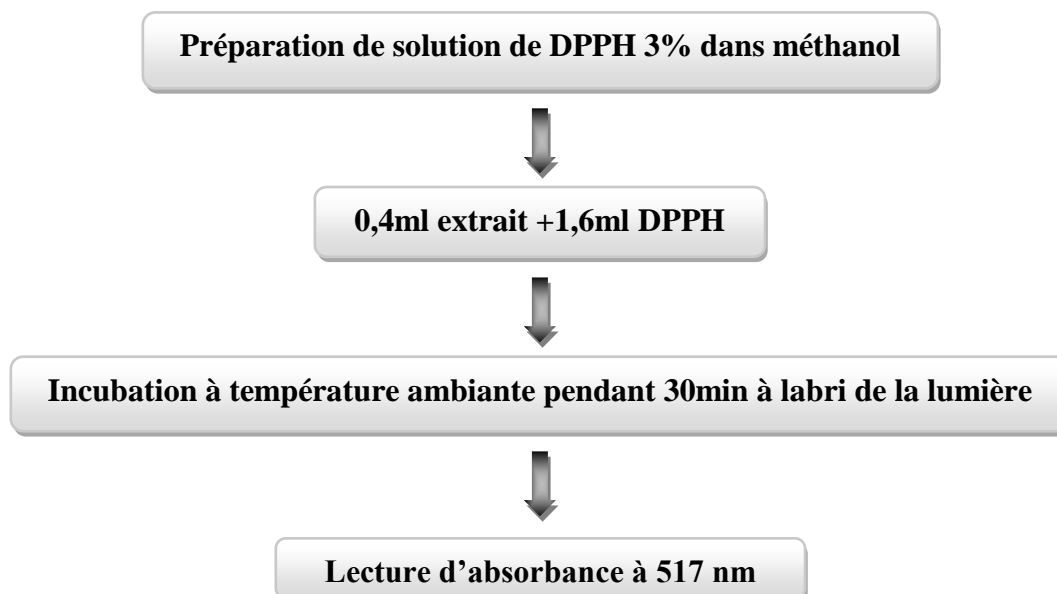 Préparation de solution de DPPH 3% dans méthanol
0,4ml extrait +1,6ml DPPH
Incubation à température ambiante pendant 30min à labri de la lumière
Lecture d’absorbance à 517 nm